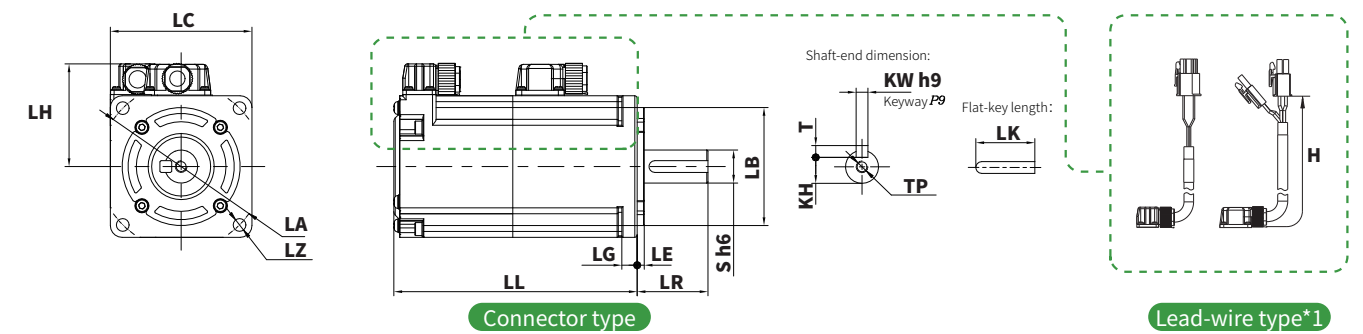 LC
LH
LA
LZ
LL
LG
LE
LR
LB
S h6
Connector type
Shaft-end dimension:
KW h9
Keyway P9
T
KH
TP
Flat-key length:
LK
H
Lead-wire type*1